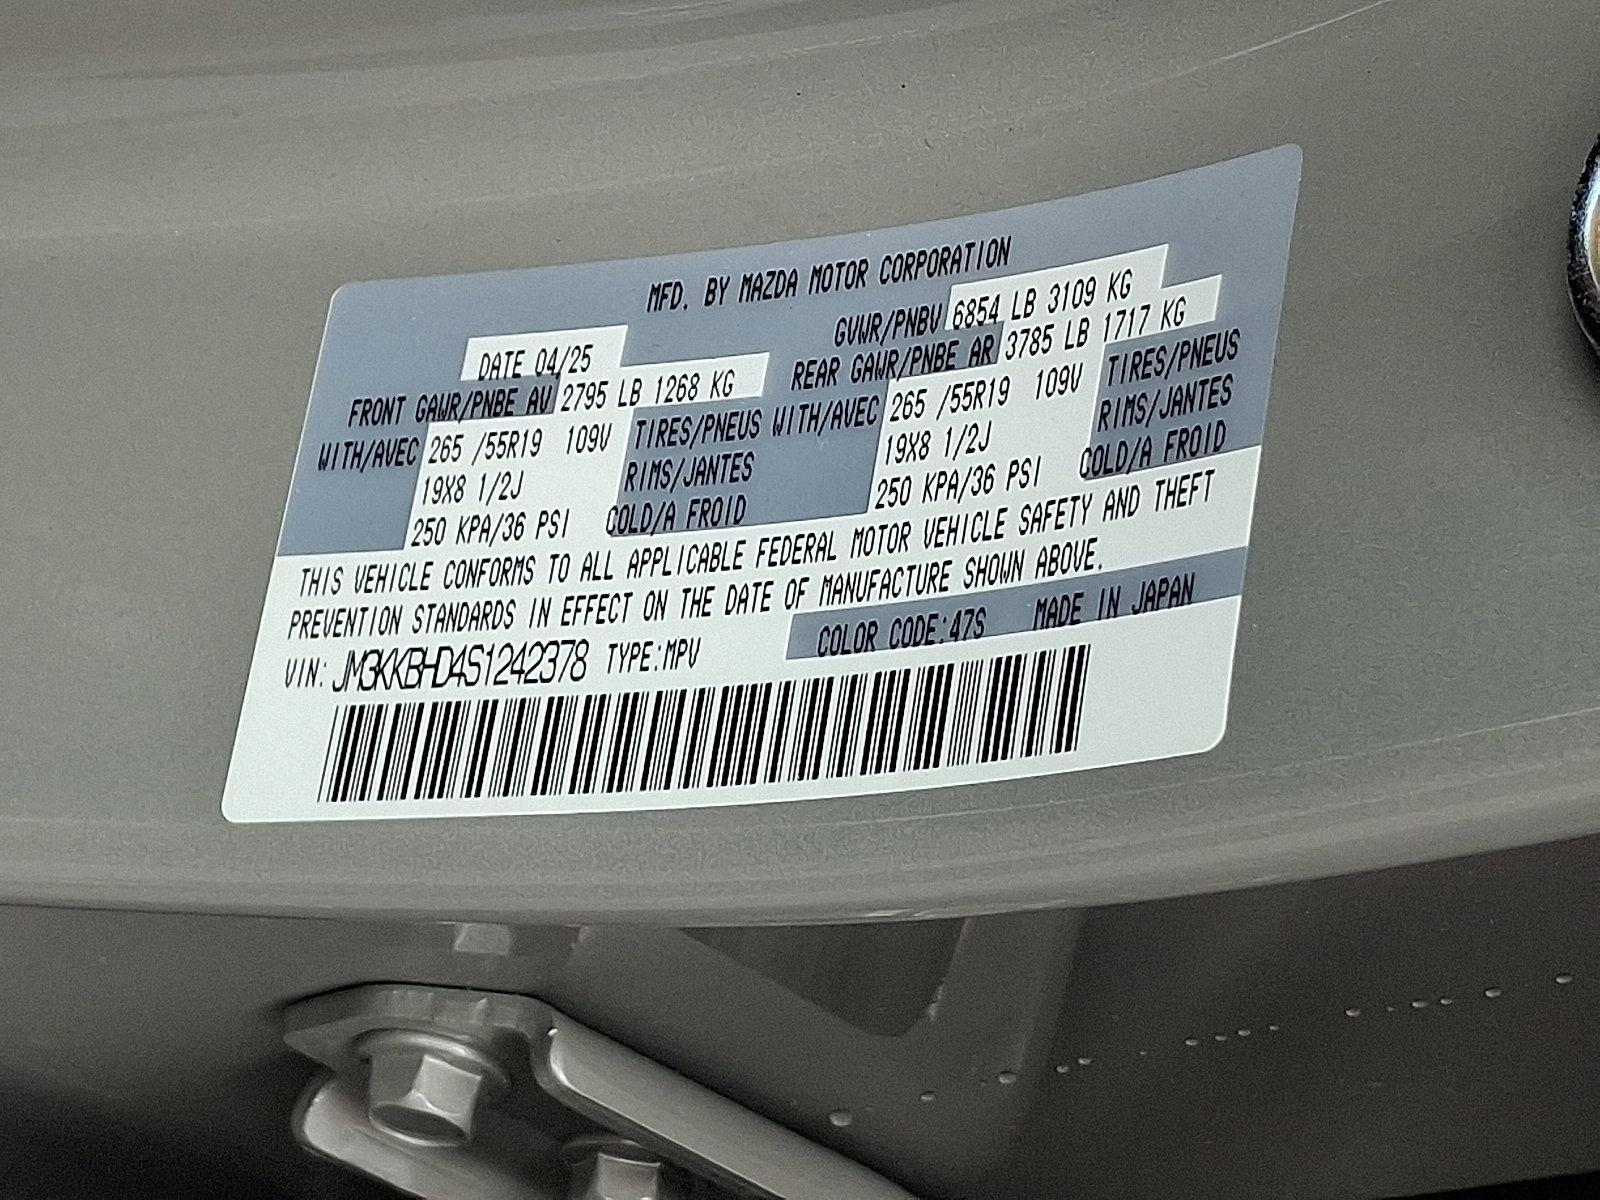 MFD. BY MAZDA MOTOR CORPORATION
DATE 04/25 GVWR/PNBV 6854 LB 3109 KG
FRONT GAWR/PNBE AV 2795 LB 1268 KG REAR GAWR/PNBE AR 3785 LB 1717 KG
WITH/AVEC 265 /55R19 109V TIRES/PNEUS WITH/AVEC 265 /55R19 109V TIRES/PNEUS
19X8 1/2J RIMS/JANTES 19X8 1/2J RIMS/JANTES
250 KPA/36 PSI COLD/A FROID 250 KPA/36 PSI COLD/A FROID
THIS VEHICLE CONFORMS TO ALL APPLICABLE FEDERAL MOTOR VEHICLE SAFETY AND THEFT
PREVENTION STANDARDS IN EFFECT ON THE DATE OF MANUFACTURE SHOWN ABOVE.
VIN: JM3KKBHD4S1242378 TYPE:MPV COLOR CODE:47S MADE IN JAPAN